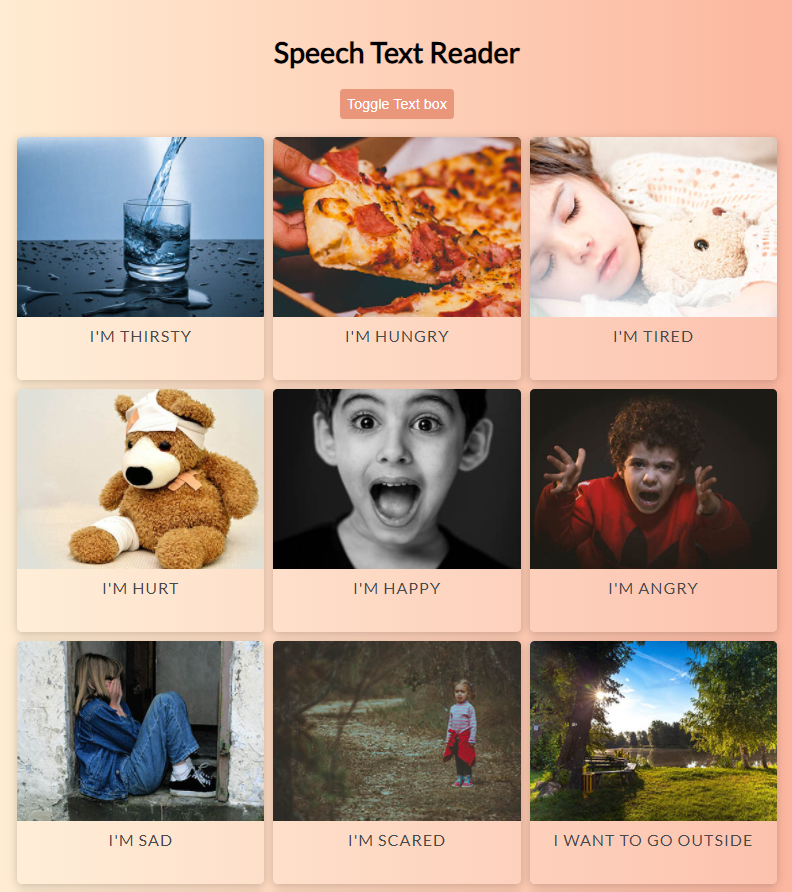 Speech Text Reader
Toggle Text box
I'M THIRSTY
I'M HUNGRY
I'M TIRED
I'M HURT
I'M HAPPY
I'M ANGRY
I'M SAD
I'M SCARED
I WANT TO GO OUTSIDE